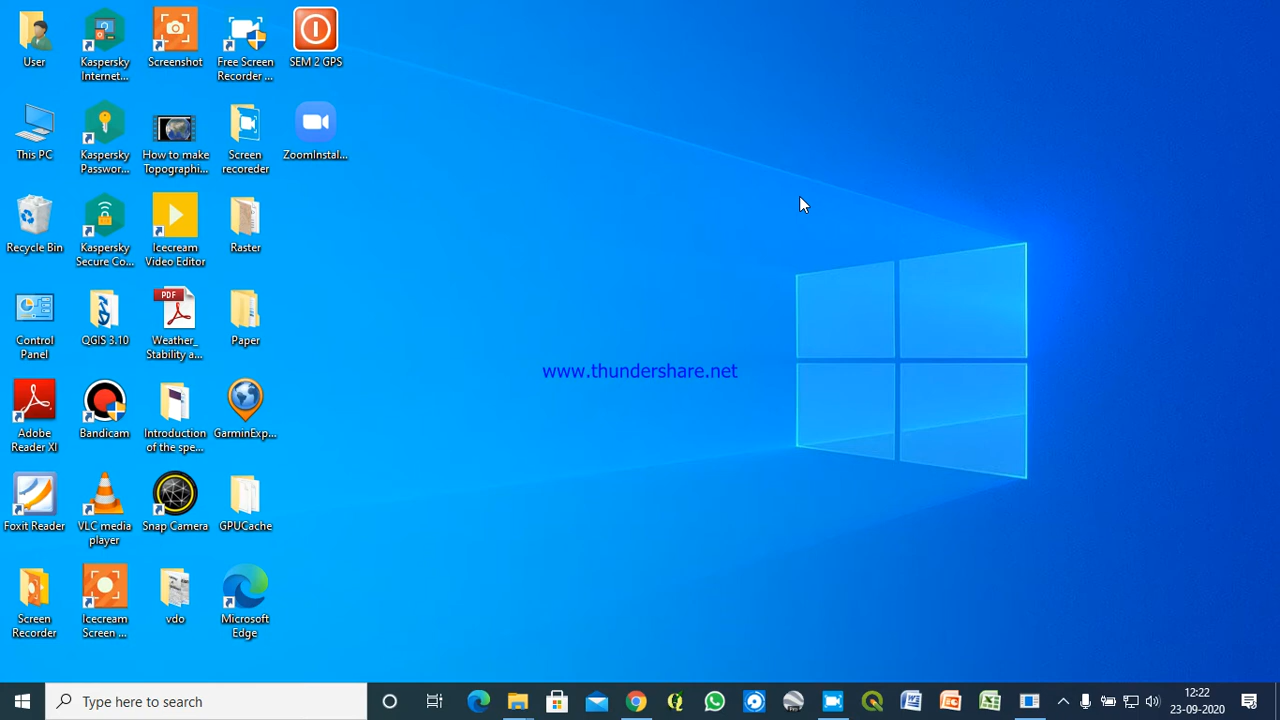 User
Kaspersky
Internet...
Screenshot
Free Screen
Recorder ...
SEM 2 GPS
This PC
Kaspersky
Passwor...
How to make
Topographi...
Screen
recoreder
ZoomInstal...
Recycle Bin
Kaspersky
Secure Co...
Icecream
Video Editor
Raster
Control
Panel
QGIS 3.10
PDF
Weather_
Stability a...
Paper
www.thundershare.net
Adobe
Reader XI
Bandicam
Introduction
of the spe...
GarminExp...
Foxit Reader
VLC media
player
Snap Camera
GPUCache
Screen
Recorder
Icecream
Screen ...
vdo
Microsoft
Edge
Type here to search
12:22
23-09-2020